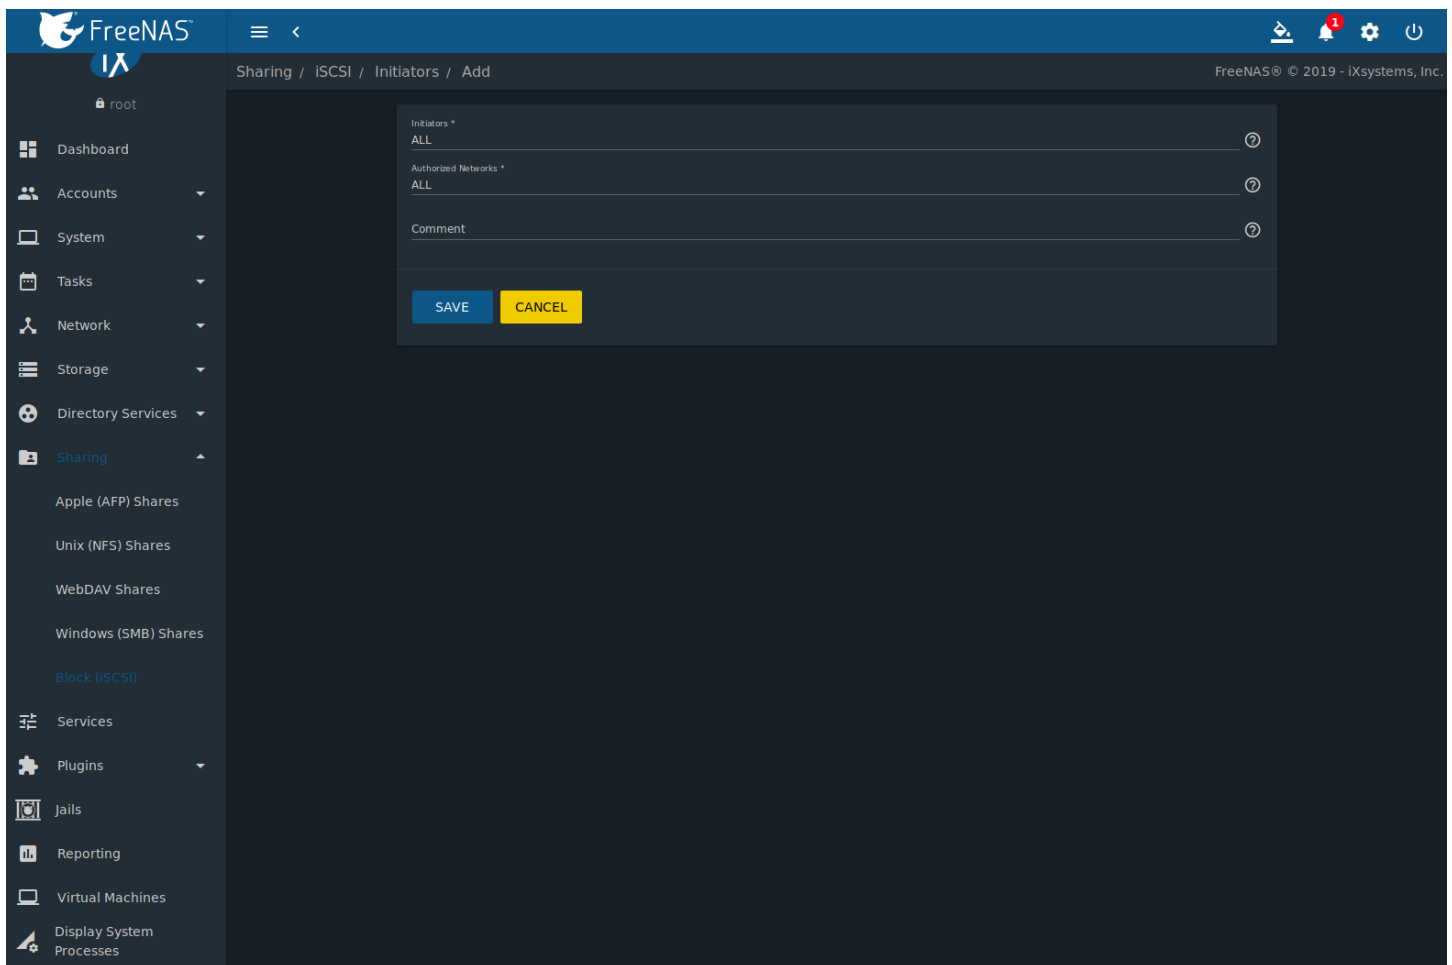 FreeNAS™
1
Sharing / iSCSI / Initiators / Add
FreeNAS® © 2019 - iXsystems, Inc.
root
Dashboard
Accounts
System
Tasks
Network
Storage
Directory Services
Sharing
Apple (AFP) Shares
Unix (NFS) Shares
WebDAV Shares
Windows (SMB) Shares
Block (iSCSI)
Services
Plugins
Jails
Reporting
Virtual Machines
Display System
Processes
Initiators *
ALL
Authorized Networks *
ALL
Comment
SAVE
CANCEL